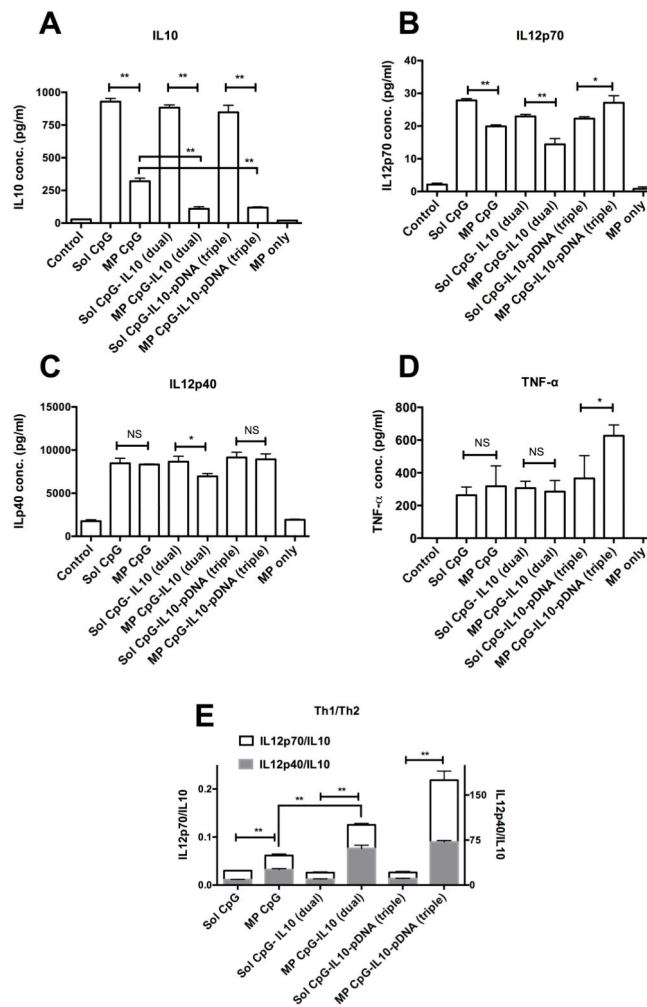 A
IL10
IL10 conc. (pg/m)
1000
750
500
250
0
**
**
**
**
**
Control
Sol CpG
MP CpG
Sol CpG- IL10 (dual)
MP CpG-IL10 (dual)
Sol CpG-IL10-pDNA (triple)
MP CpG-IL10-pDNA (triple)
MP only
B
IL12p70
IL12p70 conc. (pg/ml)
40
30
20
10
0
**
**
*
Control
Sol CpG
MP CpG
Sol CpG- IL10 (dual)
MP CpG-IL10 (dual)
Sol CpG-IL10-pDNA (triple)
MP CpG-IL10-pDNA (triple)
MP only
C
IL12p40
ILp40 conc. (pg/ml)
15000
10000
5000
0
NS
*
NS
Control
Sol CpG
MP CpG
Sol CpG- IL10 (dual)
MP CpG-IL10 (dual)
Sol CpG-IL10-pDNA (triple)
MP CpG-IL10-pDNA (triple)
MP only
D
TNF-α
TNF-α conc. (pg/ml)
800
600
400
200
0
NS
NS
*
Control
Sol CpG
MP CpG
Sol CpG- IL10 (dual)
MP CpG-IL10 (dual)
Sol CpG-IL10-pDNA (triple)
MP CpG-IL10-pDNA (triple)
MP only
E
Th1/Th2
IL12p70/IL10
IL12p40/IL10
IL12p70/IL10
0.2
0.1
0.0
**
**
**
**
IL12p40/IL10
150
75
0
Sol CpG
MP CpG
Sol CpG- IL10 (dual)
MP CpG-IL10 (dual)
Sol CpG-IL10-pDNA (triple)
MP CpG-IL10-pDNA (triple)